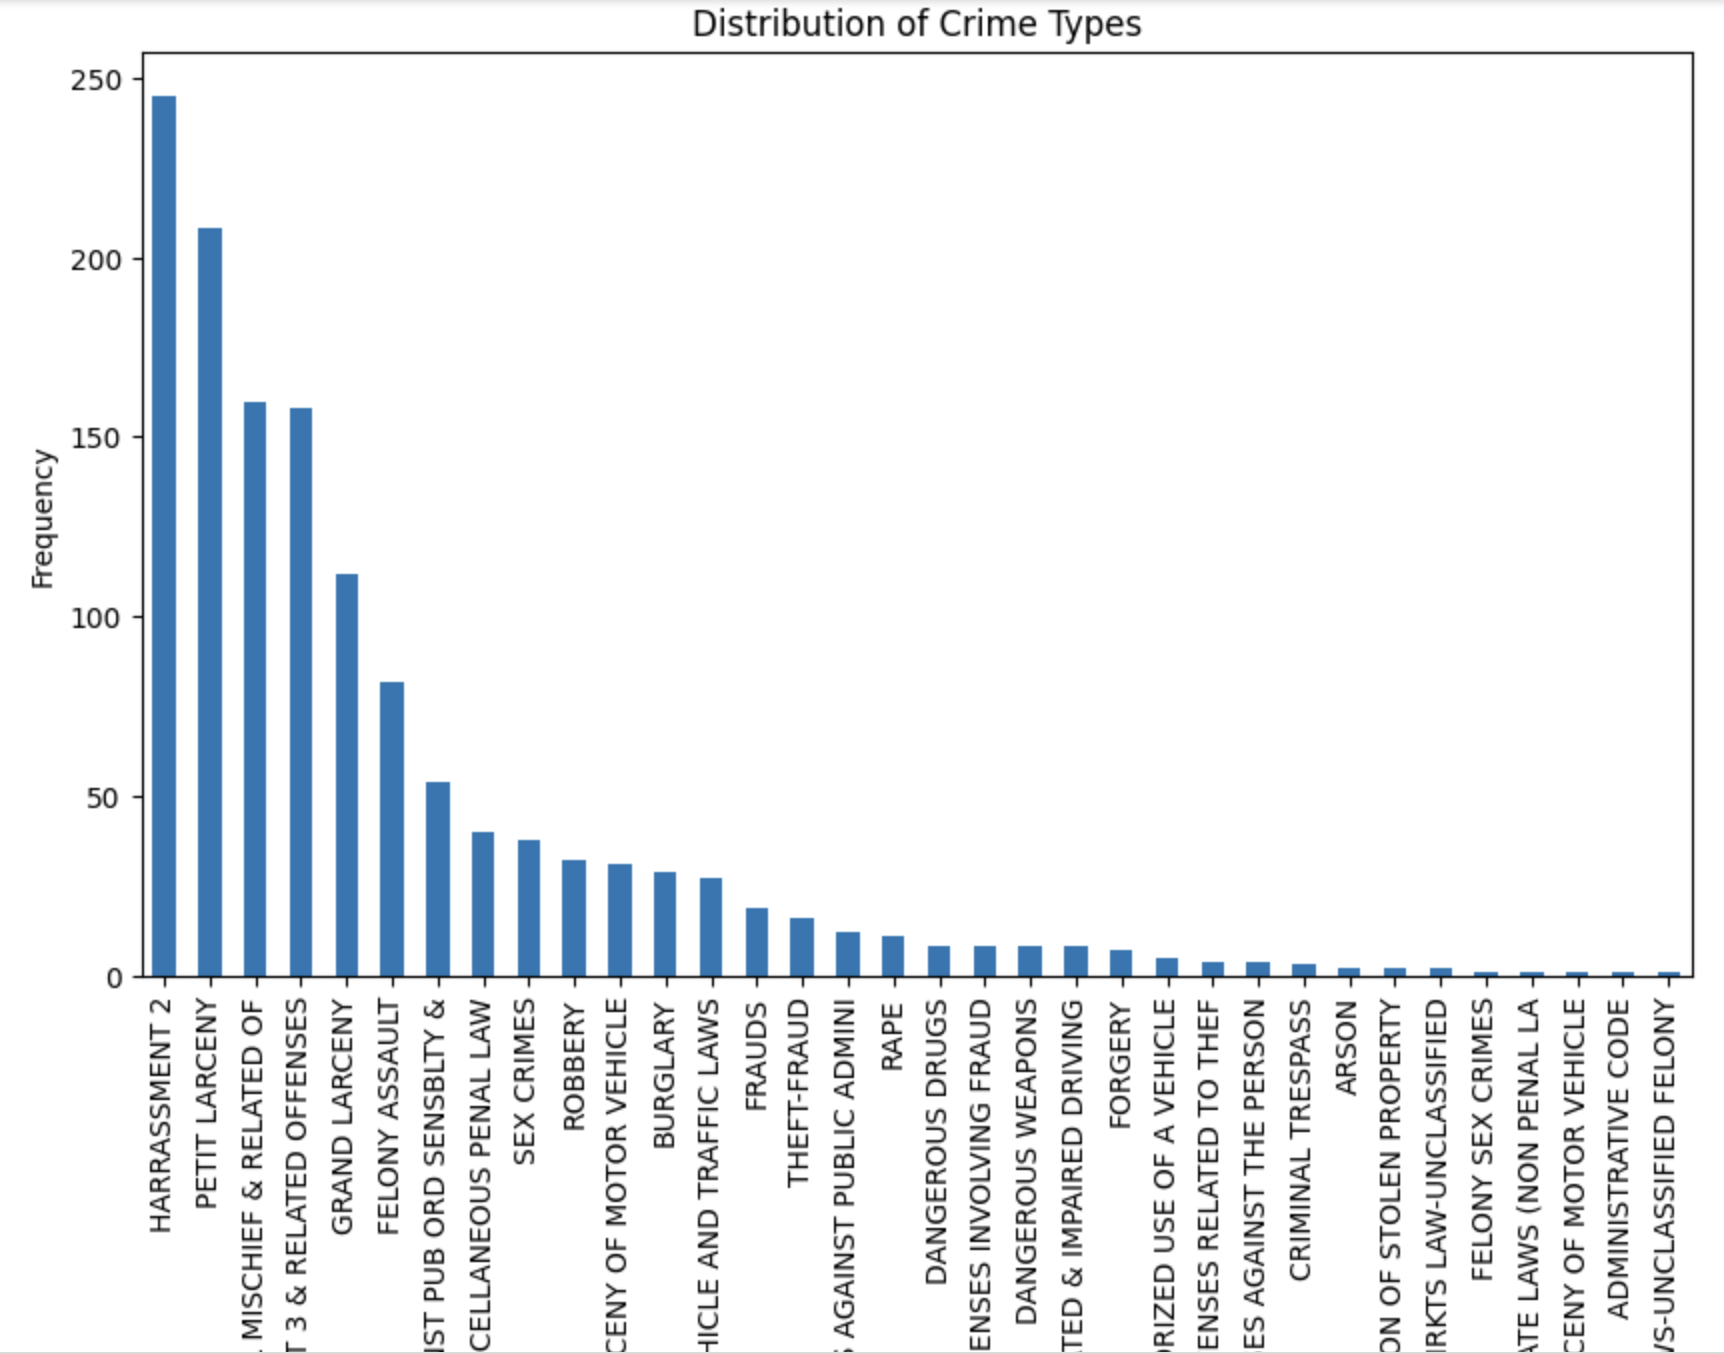 Distribution of Crime Types
Frequency
250
200
150
100
50
0
HARRASSMENT 2
PETIT LARCENY
MISCHIEF & RELATED OF
T 3 & RELATED OFFENSES
GRAND LARCENY
FELONY ASSAULT
IST PUB ORD SENSBLTY &
CELLANEOUS PENAL LAW
SEX CRIMES
ROBBERY
CENY OF MOTOR VEHICLE
BURGLARY
HICLE AND TRAFFIC LAWS
FRAUDS
THEFT-FRAUD
AGAINST PUBLIC ADMINI
RAPE
DANGEROUS DRUGS
ENSES INVOLVING FRAUD
DANGEROUS WEAPONS
TED & IMPAIRED DRIVING
FORGERY
RIZED USE OF A VEHICLE
ENSES RELATED TO THEF
ES AGAINST THE PERSON
CRIMINAL TRESPASS
ARSON
ON OF STOLEN PROPERTY
IRKTS LAW-UNCLASSIFIED
FELONY SEX CRIMES
ATE LAWS (NON PENAL LA
CENY OF MOTOR VEHICLE
ADMINISTRATIVE CODE
WS-UNCLASSIFIED FELONY